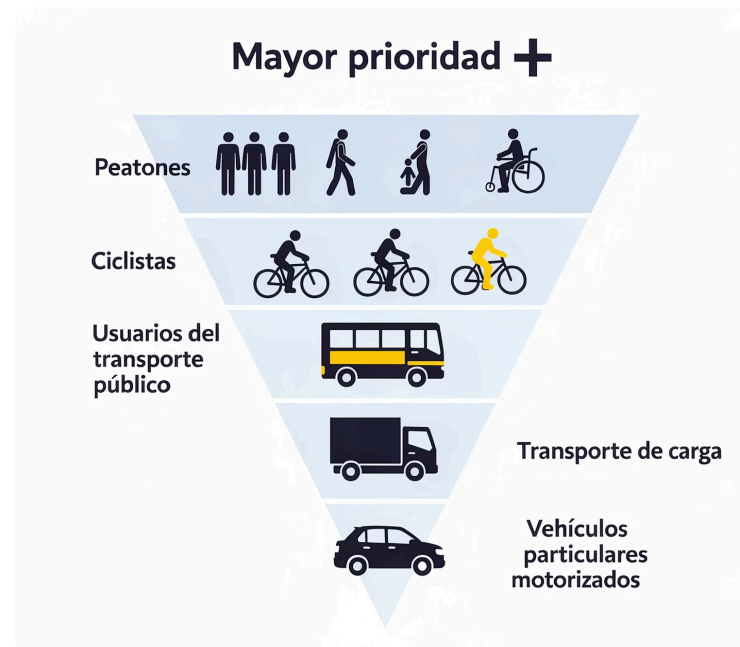 Mayor prioridad +
Peatones
Ciclistas
Usuarios del
transporte
público
Transporte de carga
Vehículos
particulares
motorizados